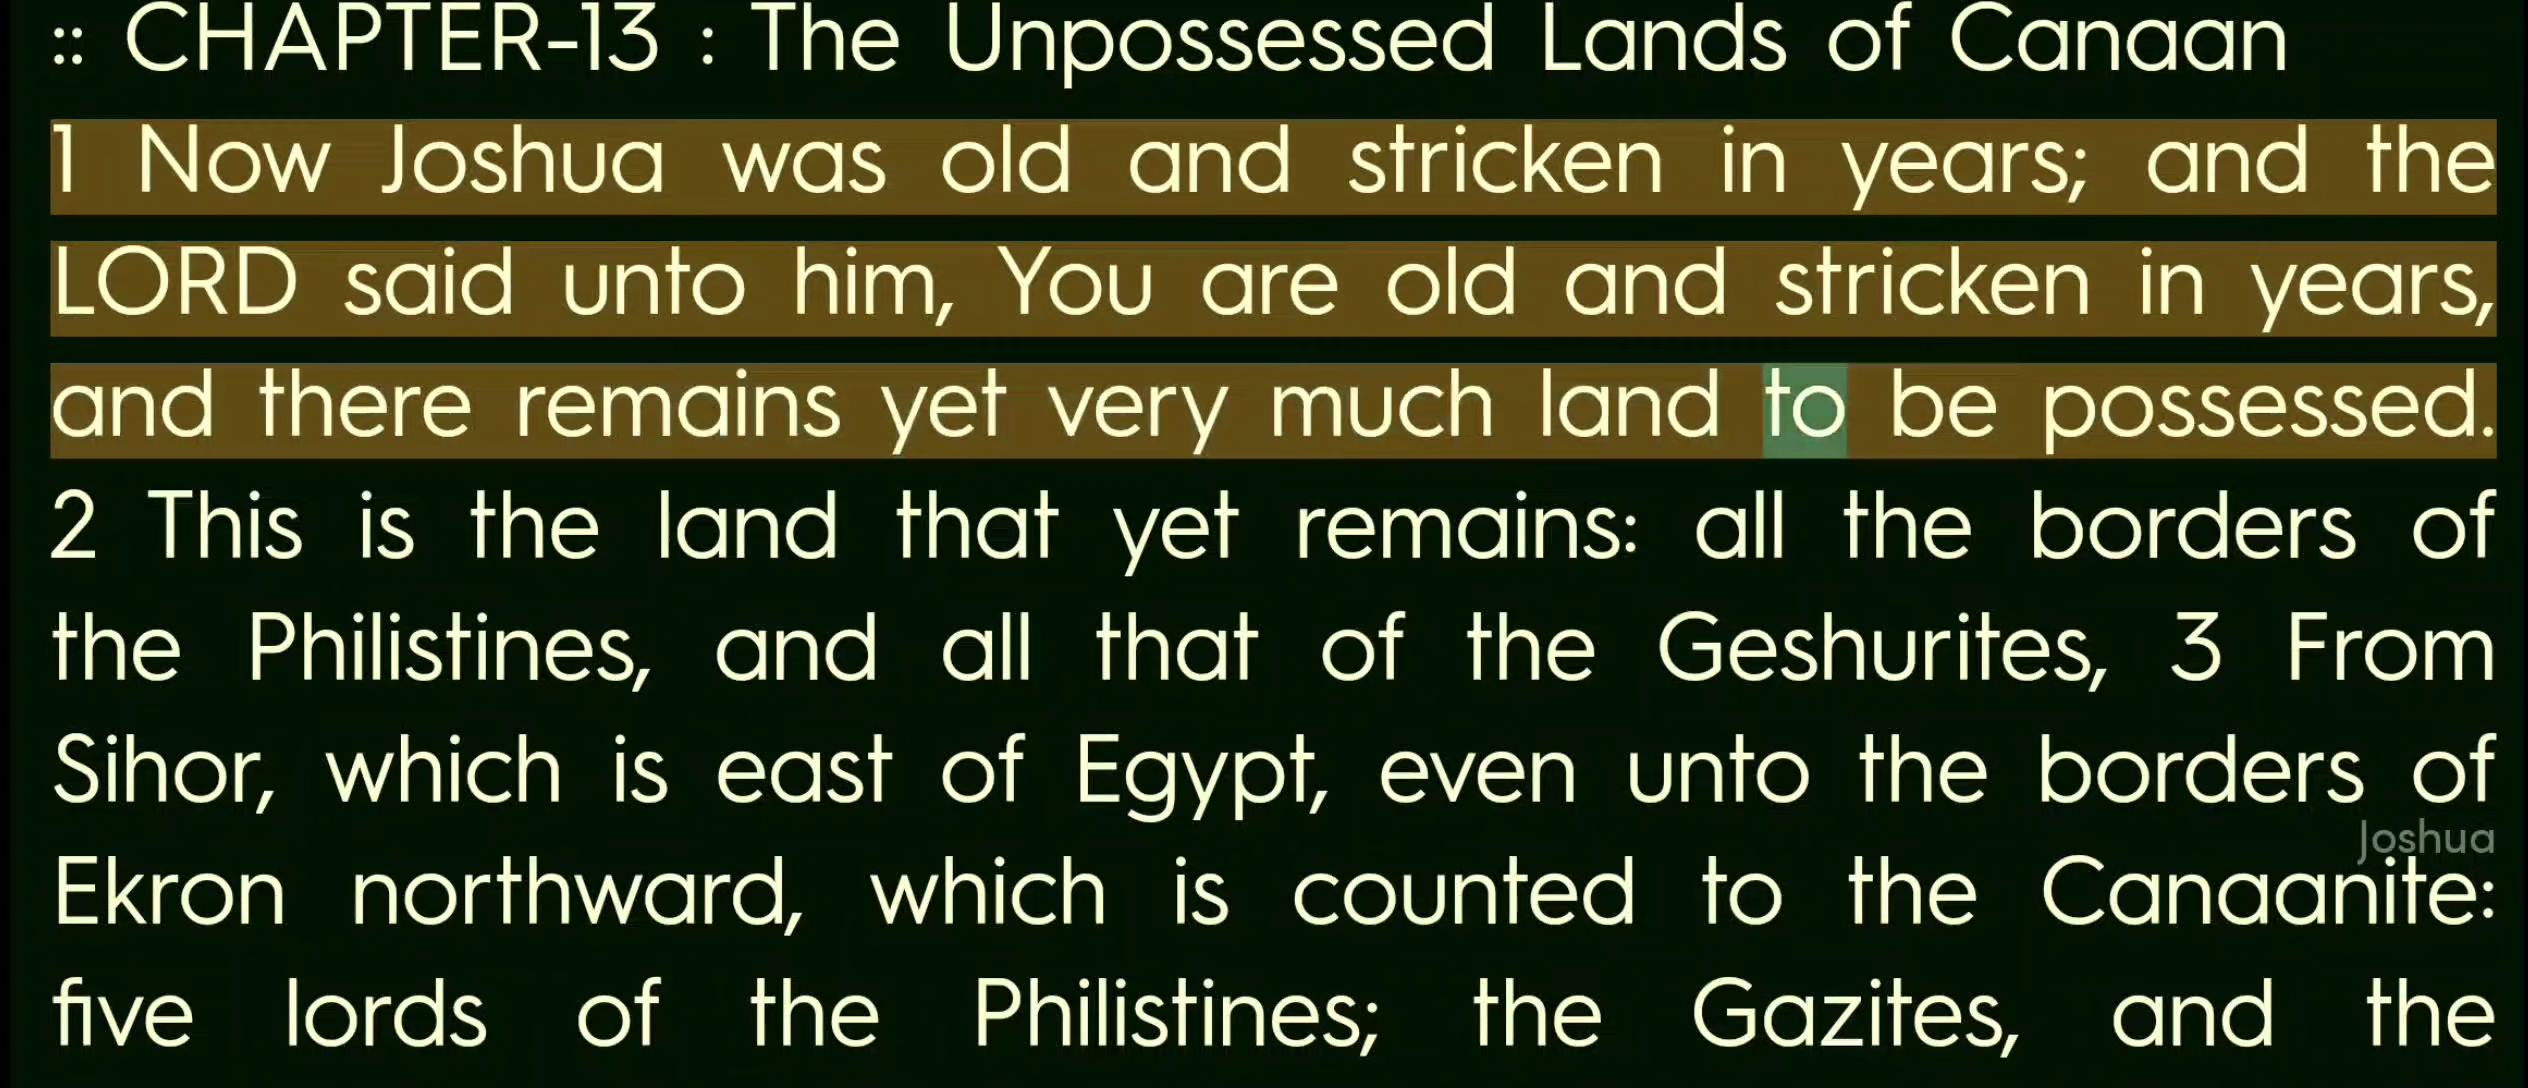 :: CHAPTER-13 : The Unpossessed Lands of Canaan
1 Now Joshua was old and stricken in years; and the
LORD said unto him, You are old and stricken in years,
and there remains yet very much land to be possessed.
2 This is the land that yet remains: all the borders of
the Philistines, and all that of the Geshurites, 3 From
Sihor, which is east of Egypt, even unto the borders of
Joshua
Ekron northward, which is counted to the Canaanite:
five lords of the Philistines; the Gazites, and the